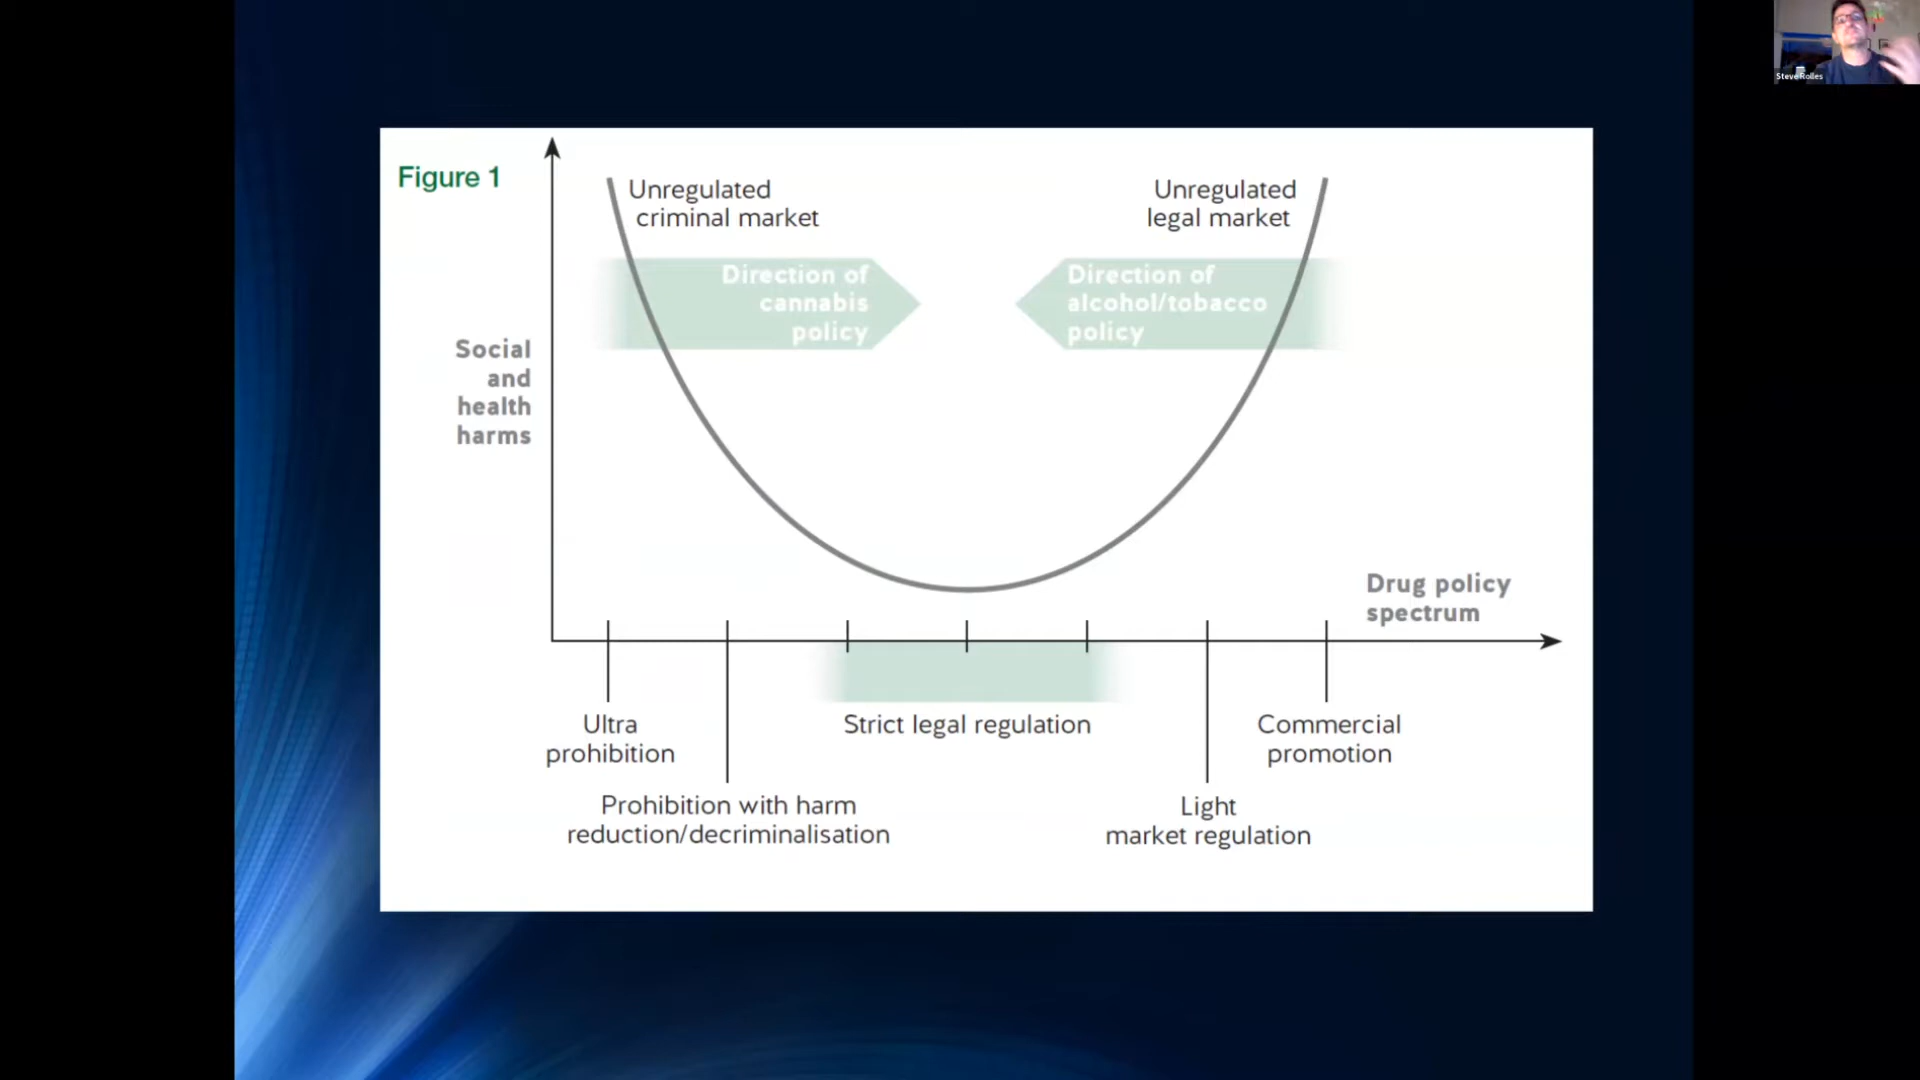 Steve Rolles
Figure 1
Unregulated
criminal market
Unregulated
legal market
Direction of
cannabis
policy
Direction of
alcohol/tobacco
policy
Social
and
health
harms
Drug policy
spectrum
Ultra
prohibition
Strict legal regulation
Commercial
promotion
Prohibition with harm
reduction/decriminalisation
Light
market regulation